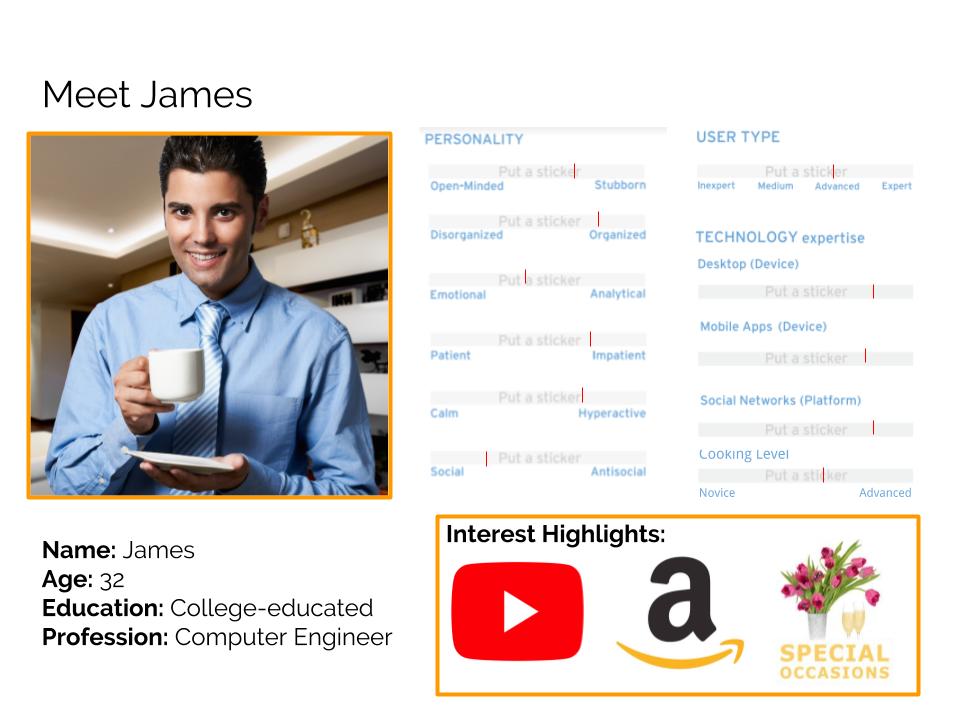 Meet James
PERSONALITY
Put a sticker
Open-Minded Stubborn
Put a sticker
Disorganized Organized
Put a sticker
Emotional Analytical
Put a sticker
Patient Impatient
Put a sticker
Calm Hyperactive
Put a sticker
Social Antisocial
USER TYPE
Put a sticker
Inexpert Medium Advanced Expert
TECHNOLOGY expertise
Desktop (Device)
Put a sticker
Mobile Apps (Device)
Put a sticker
Social Networks (Platform)
Put a sticker
Cooking Level
Put a sticker
Novice Advanced
Name: James
Age: 32
Education: College-educated
Profession: Computer Engineer
Interest Highlights:
a
SPECIAL
OCCASIONS